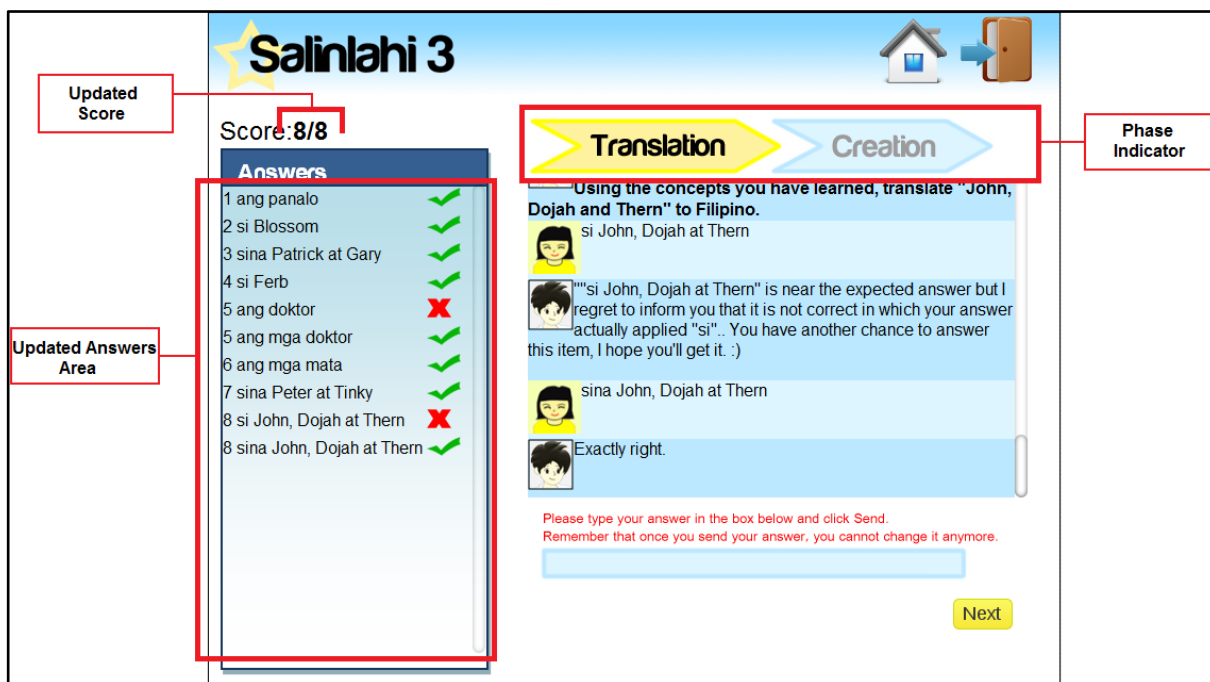 Salinlahi 3
Updated
Score
Score:8/8
Translation
Creation
Phase
Indicator
Answers
1 ang panalo
2 si Blossom
3 sina Patrick at Gary
4 si Ferb
5 ang doktor
5 ang mga doktor
6 ang mga mata
7 sina Peter at Tinky
8 si John, Dojah at Thern
8 sina John, Dojah at Thern
Updated Answers
Area
Using the concepts you have learned, translate "John,
Dojah and Thern" to Filipino.
si John, Dojah at Thern
""si John, Dojah at Thern" is near the expected answer but I
regret to inform you that it is not correct in which your answer
actually applied "si".. You have another chance to answer
this item, I hope you'll get it. :)
sina John, Dojah at Thern
Exactly right.
Please type your answer in the box below and click Send.
Remember that once you send your answer, you cannot change it anymore.
Next